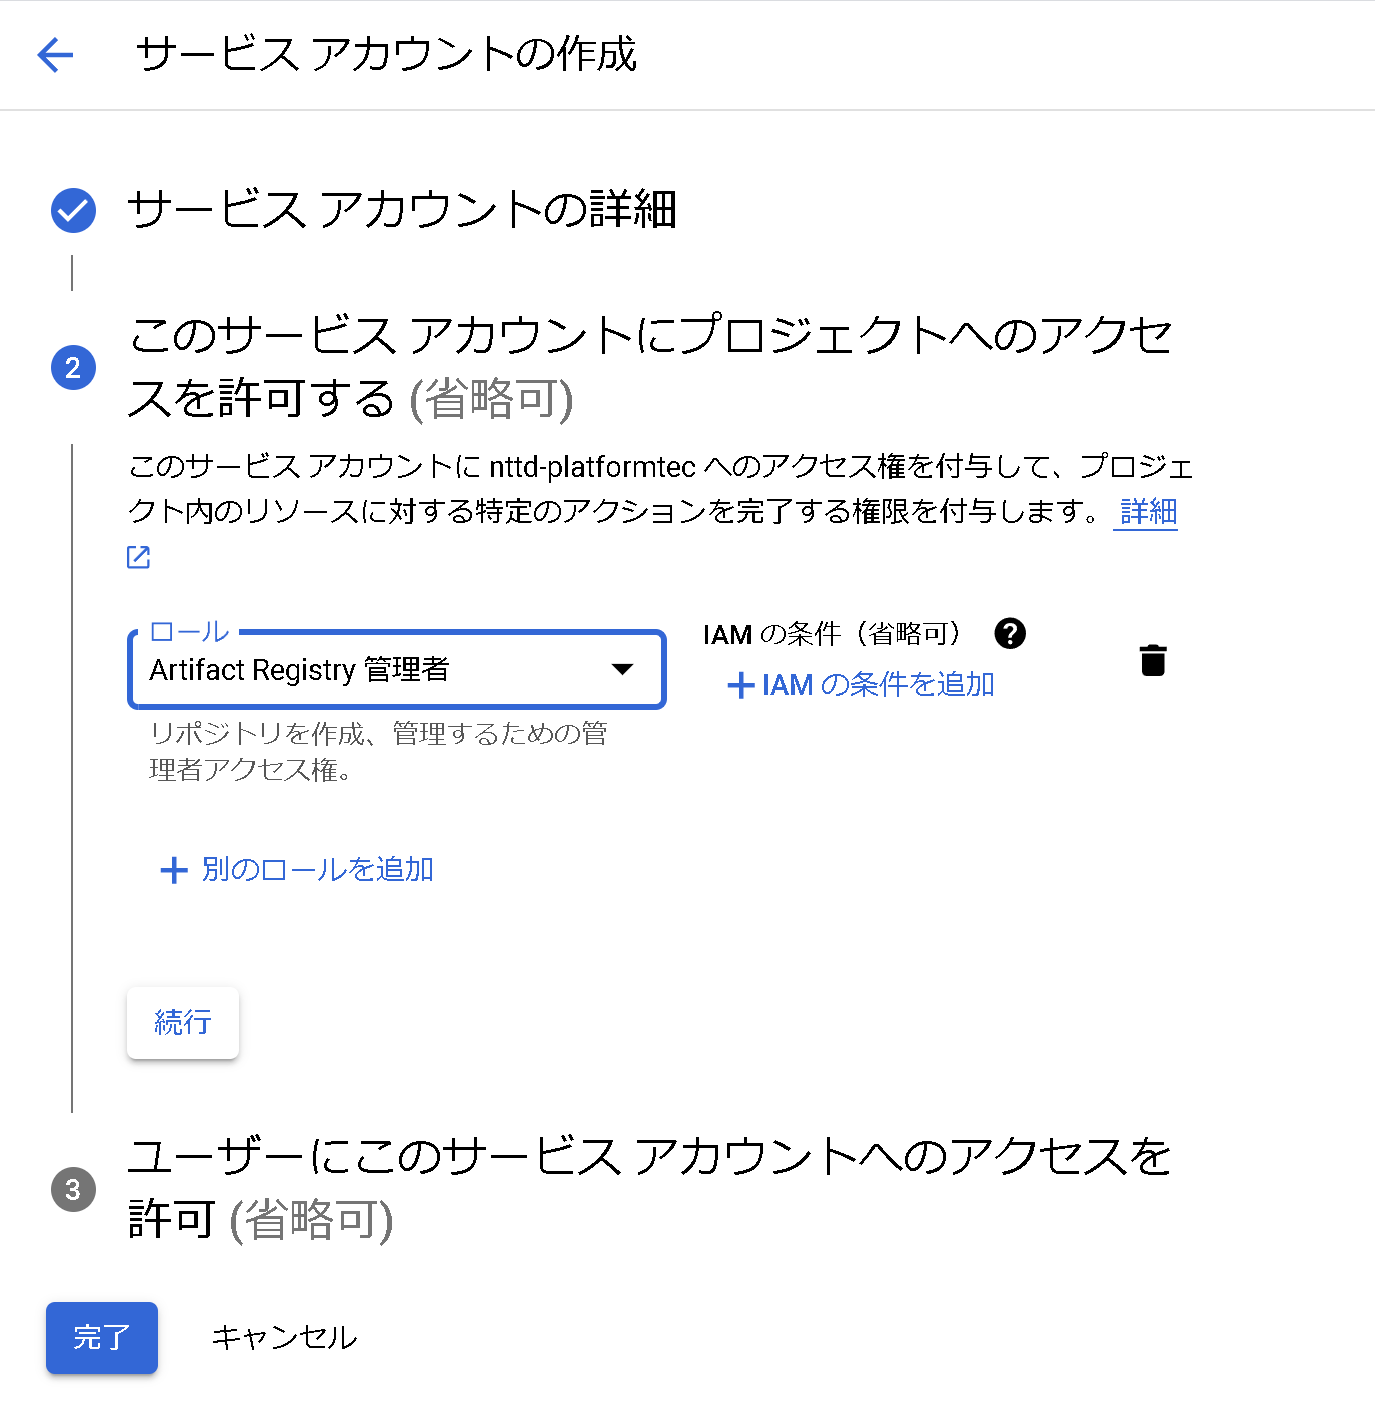 サービス アカウントの作成
サービス アカウントの詳細
2
このサービス アカウントにプロジェクトへのアクセ
スを許可する (省略可)
このサービス アカウントに nttd-platformtec へのアクセス権を付与して、プロジェ
クト内のリソースに対する特定のアクションを完了する権限を付与します。 詳細
ロール
Artifact Registry 管理者
リポジトリを作成、管理するための管
理者アクセス権。
IAM の条件（省略可）
?
+ IAM の条件を追加
+ 別のロールを追加
続行
3
ユーザーにこのサービス アカウントへのアクセスを
許可 (省略可)
完了
キャンセル